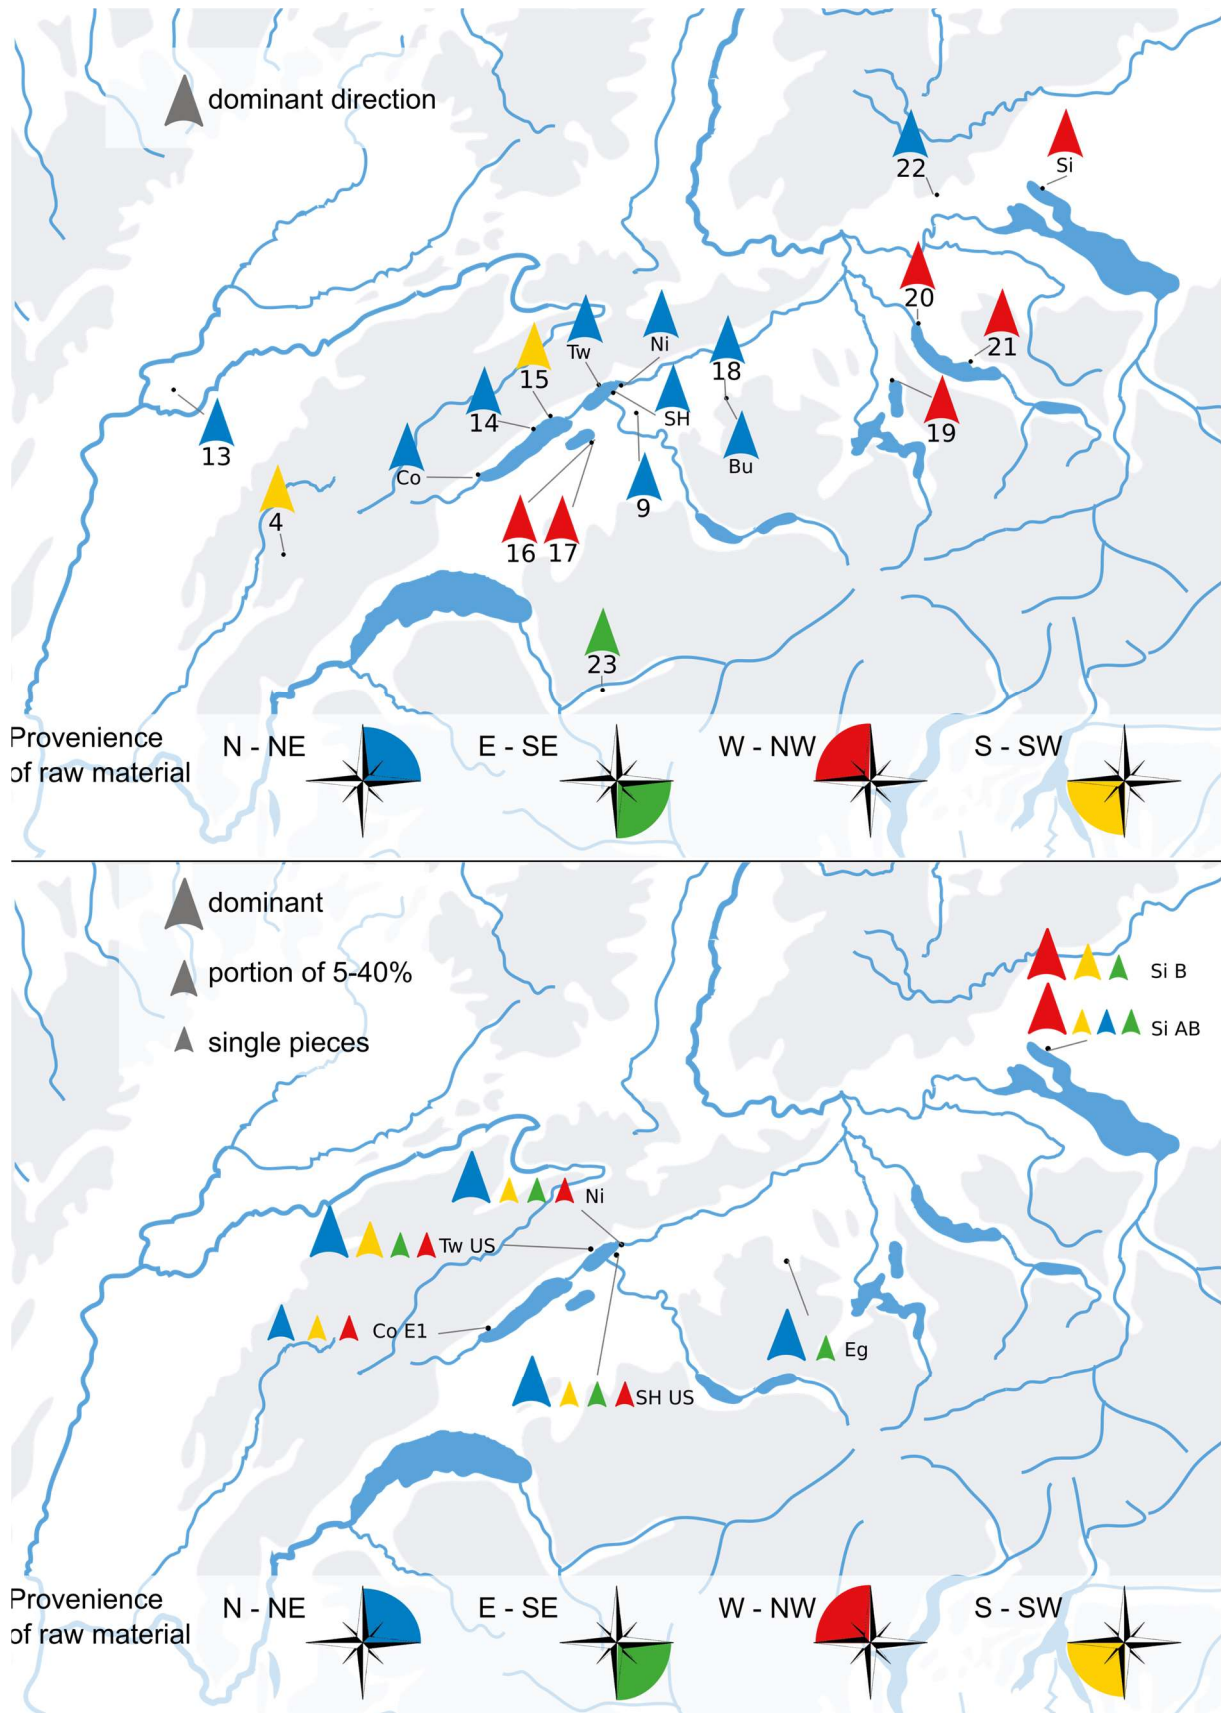 dominant direction
Si
22
20
21
Tw
Ni
15
18
14
SH
19
13
Co
Bu
4
9
16
17
23
Provenience
of raw material
N - NE
E - SE
W - NW
S - SW
dominant
portion of 5-40%
single pieces
Si B
Si AB
Ni
Tw US
Co E1
Eg
SH US
Provenience
of raw material
N - NE
E - SE
W - NW
S - SW